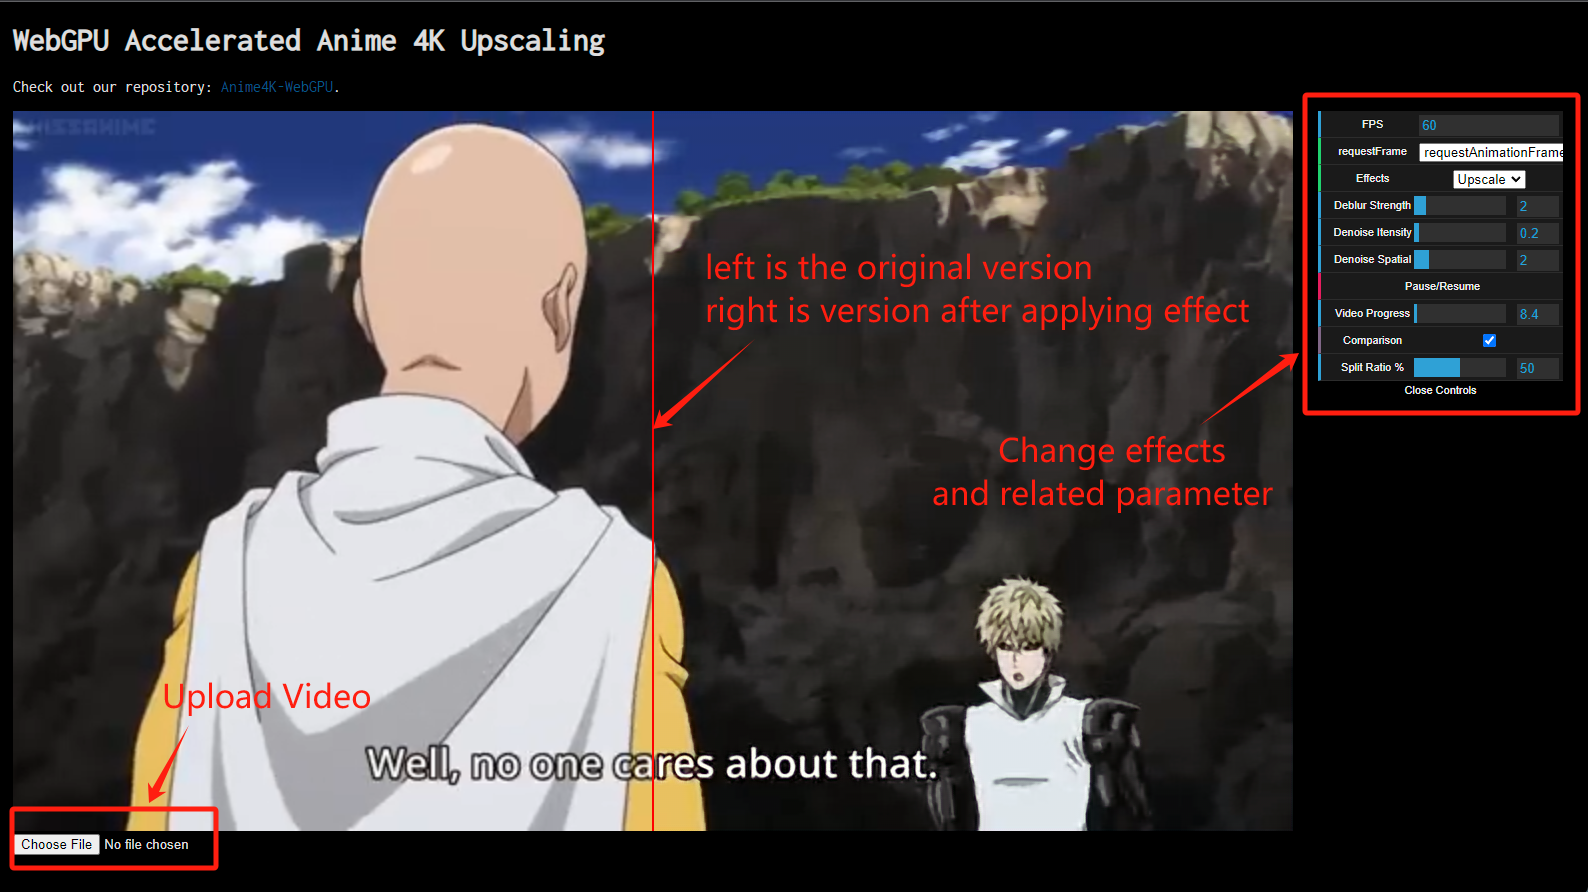 WebGPU Accelerated Anime 4K Upscaling
Check out our repository: Anime4K-WebGPU.
FPS 60
requestFrame requestAnimationFrame
Effects Upscale
Deblur Strength 2
Denoise Itensity 0.2
Denoise Spatial 2
Pause/Resume
Video Progress 8.4
Comparison
Split Ratio % 50
Close Controls
left is the original version
right is version after applying effect
Change effects
and related parameter
Upload Video
Well, no one cares about that.
Choose File No file chosen